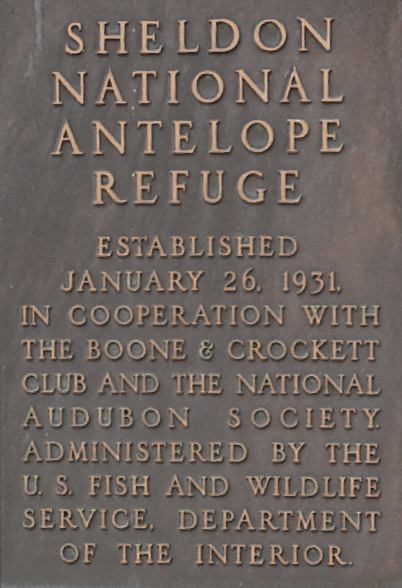 SHELDON
NATIONAL
ANTELOPE
REFUGE
ESTABLISHED
JANUARY 26, 1931,
IN COOPERATION WITH
THE BOONE & CROCKETT
CLUB AND THE NATIONAL
AUDUBON SOCIETY.
ADMINISTERED BY THE
U. S. FISH AND WILDLIFE
SERVICE, DEPARTMENT
OF THE INTERIOR.